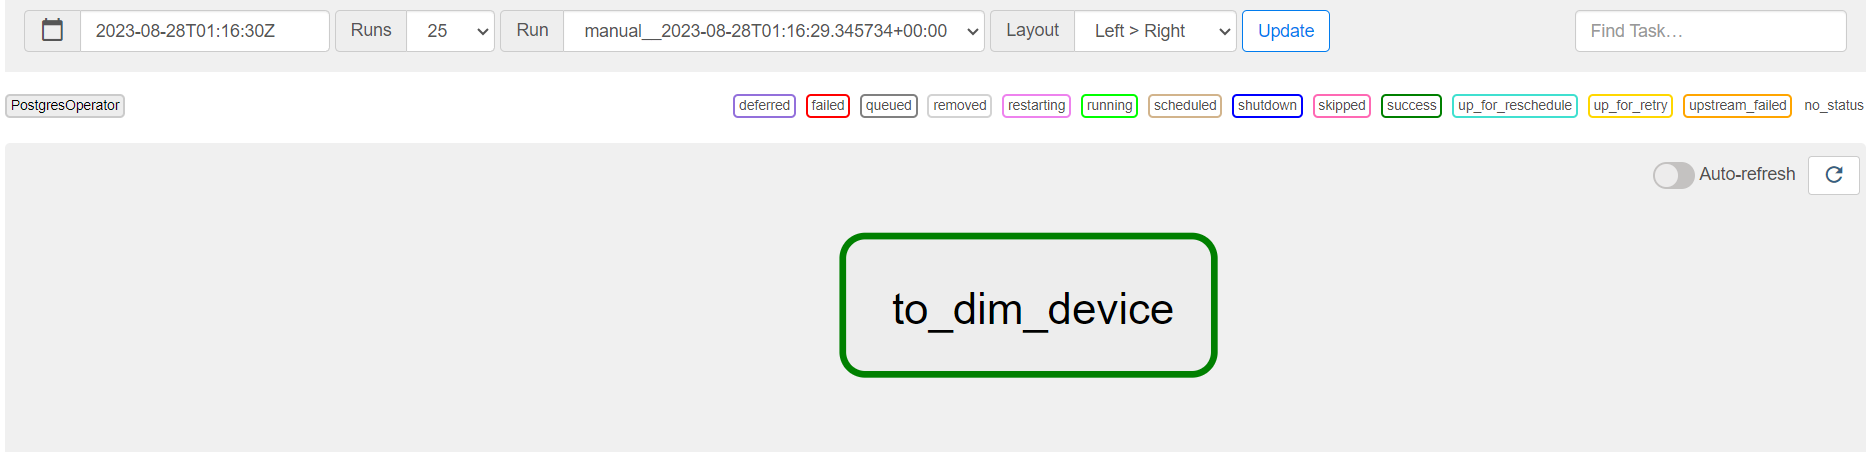 2023-08-28T01:16:30Z Runs 25 Run manual__2023-08-28T01:16:29.345734+00:00 Layout Left > Right Update Find Task…
PostgresOperator deferred failed queued removed restarting running scheduled shutdown skipped success up_for_reschedule up_for_retry upstream_failed no_status
Auto-refresh
to_dim_device